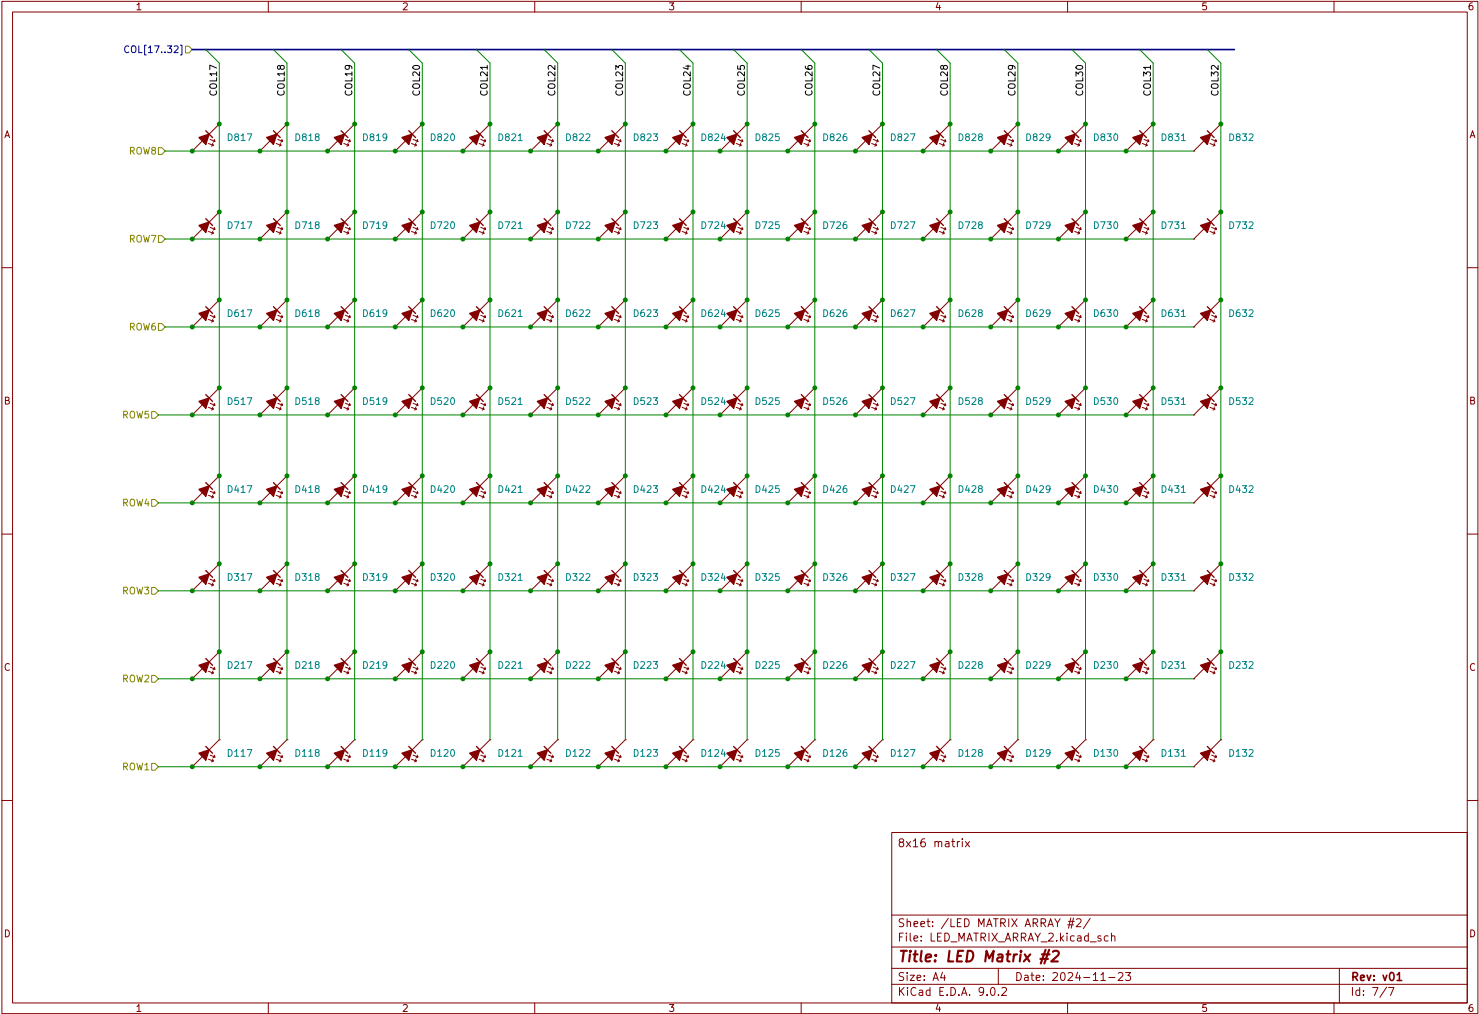 1 2 3 4 5 6
COL[17..32]
COL17 COL18 COL19 COL20 COL21 COL22 COL23 COL24 COL25 COL26 COL27 COL28 COL29 COL30 COL31 COL32
A A
ROW8 D817 D818 D819 D820 D821 D822 D823 D824 D825 D826 D827 D828 D829 D830 D831 D832
ROW7 D717 D718 D719 D720 D721 D722 D723 D724 D725 D726 D727 D728 D729 D730 D731 D732
ROW6 D617 D618 D619 D620 D621 D622 D623 D624 D625 D626 D627 D628 D629 D630 D631 D632
B B
ROW5 D517 D518 D519 D520 D521 D522 D523 D524 D525 D526 D527 D528 D529 D530 D531 D532
ROW4 D417 D418 D419 D420 D421 D422 D423 D424 D425 D426 D427 D428 D429 D430 D431 D432
ROW3 D317 D318 D319 D320 D321 D322 D323 D324 D325 D326 D327 D328 D329 D330 D331 D332
C C
ROW2 D217 D218 D219 D220 D221 D222 D223 D224 D225 D226 D227 D228 D229 D230 D231 D232
ROW1 D117 D118 D119 D120 D121 D122 D123 D124 D125 D126 D127 D128 D129 D130 D131 D132
8x16 matrix
Sheet: /LED MATRIX ARRAY #2/
File: LED_MATRIX_ARRAY_2.kicad_sch
D D
Title: LED Matrix #2
Size: A4 Date: 2024-11-23 Rev: v01
KiCad E.D.A. 9.0.2 Id: 7/7
1 2 3 4 5 6